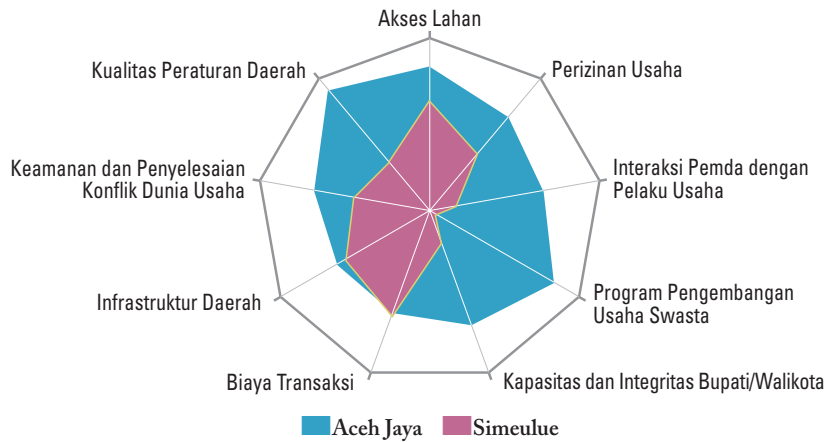 Akses Lahan
Kualitas Peraturan Daerah
Perizinan Usaha
Keamanan dan Penyelesaian
Konflik Dunia Usaha
Interaksi Pemda dengan
Pelaku Usaha
Infrastruktur Daerah
Program Pengembangan
Usaha Swasta
Biaya Transaksi
Kapasitas dan Integritas Bupati/Walikota
Aceh Jaya
Simeulue